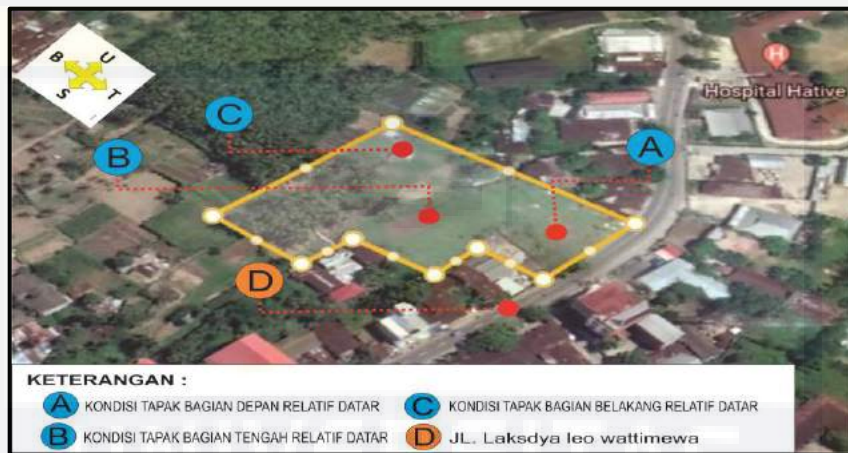 B U
S T
C
B
A
D
H
Hospital Hative
KETERANGAN :
A KONDISI TAPAK BAGIAN DEPAN RELATIF DATAR
C KONDISI TAPAK BAGIAN BELAKANG RELATIF DATAR
B KONDISI TAPAK BAGIAN TENGAH RELATIF DATAR
D JL. Laksdya leo wattimewa